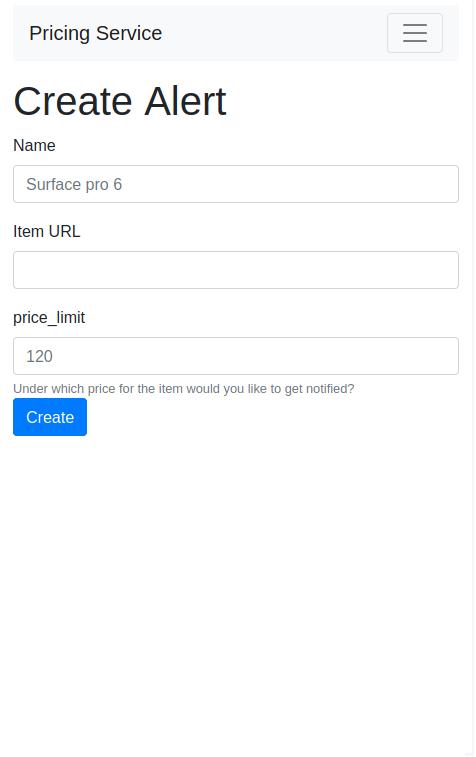 Pricing Service
Create Alert
Name
Surface pro 6
Item URL
price_limit
120
Under which price for the item would you like to get notified?
Create